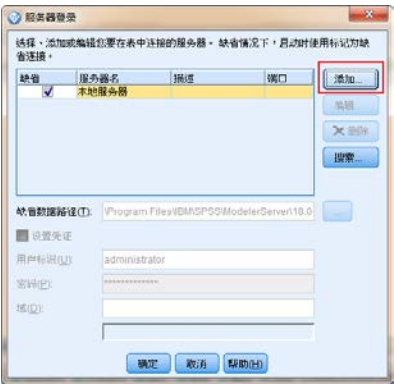 服务器登录
选择、添加或编辑您要在表中连接的服务器。缺省情况下，启动时使用标记为缺
省连接。
缺省 服务器名 描述 端口
本地服务器
添加...
编辑...
删除
搜索...
缺省数据路径(T): \Program Files\IBM\SPSS\ModelerServer\18.0
...
设置凭证
用户标识(U): administrator
密码(P): *************
域(D):
确定 取消 帮助(H)